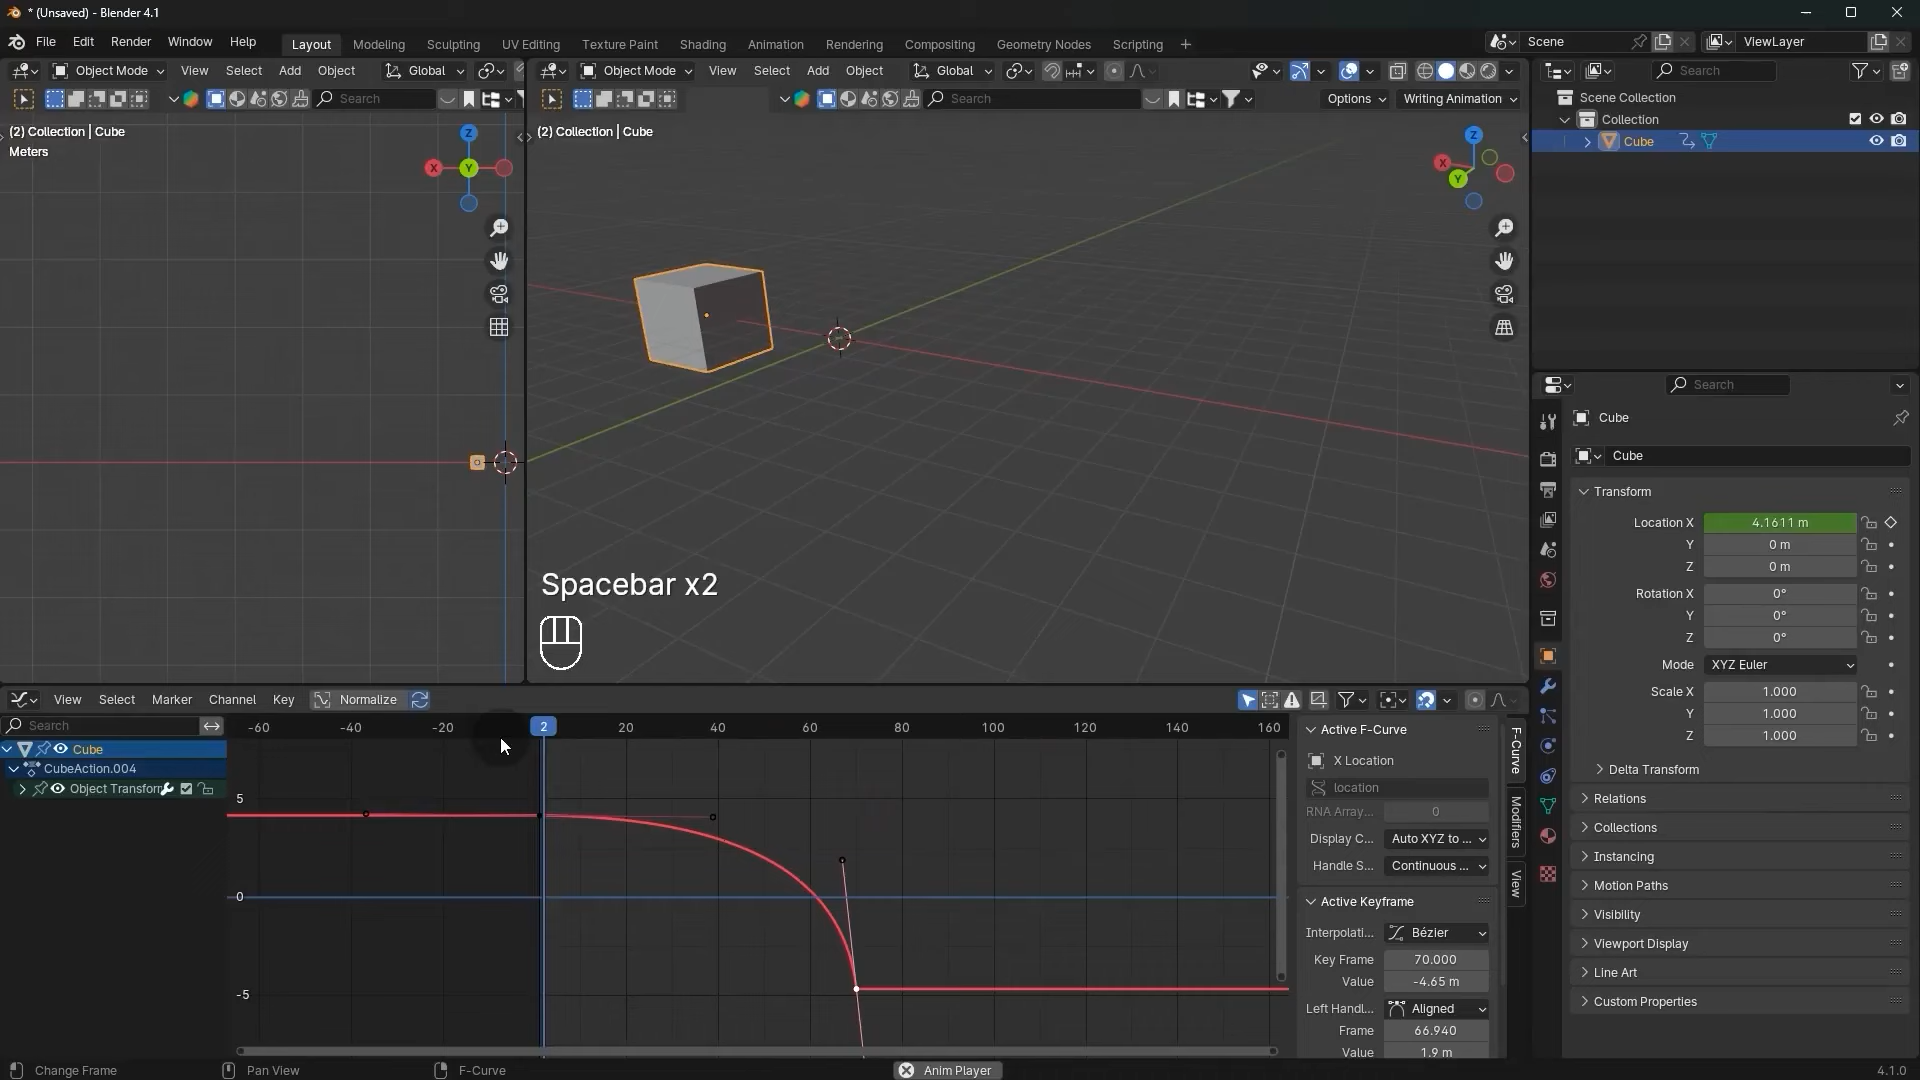 * (Unsaved) - Blender 4.1
File Edit Render Window Help
Layout Modeling Sculpting UV Editing Texture Paint Shading Animation Rendering Compositing Geometry Nodes Scripting +
Scene
ViewLayer
Object Mode View Select Add Object Global
Object Mode View Select Add Object Global
Search
Search
Search
Options Writing Animation
Scene Collection
Collection
Cube
(2) Collection | Cube
Meters
(2) Collection | Cube
Z
X
Y
Z
X
Y
Spacebar x2
Search
Cube
Cube
Transform
Location X 4.1611 m
Y 0 m
Z 0 m
Rotation X 0°
Y 0°
Z 0°
Mode XYZ Euler
Scale X 1.000
Y 1.000
Z 1.000
Delta Transform
Relations
Collections
Instancing
Motion Paths
Visibility
Viewport Display
Line Art
Custom Properties
View Select Marker Channel Key Normalize
Search
-60 -40 -20 2 20 40 60 80 100 120 140 160
Cube
CubeAction.004
Object Transfor
5
0
-5
Active F-Curve
X Location
location
RNA Array... 0
Display C... Auto XYZ to ...
Handle S... Continuous ...
Active Keyframe
Interpolati... Bézier
Key Frame 70.000
Value -4.65 m
Left Handl... Aligned
Frame 66.940
Value 1.9 m
F-Curve
Modifiers
View
Change Frame Pan View F-Curve Anim Player 4.1.0